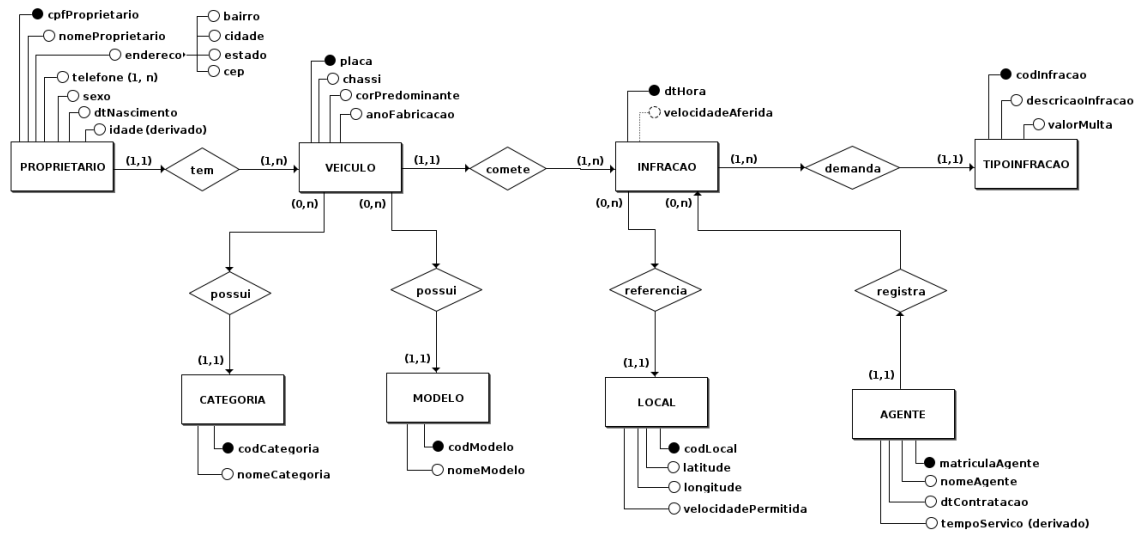 cpfProprietario
nomeProprietario
endereco
bairro
cidade
estado
cep
telefone (1, n)
sexo
dtNascimento
idade (derivado)
placa
chassi
corPredominante
anoFabricacao
dtHora
velocidadeAferida
codInfracao
descricaoInfracao
valorMulta
PROPRIETARIO
(1,1)
tem
(1,n)
VEICULO
(1,1)
comete
(1,n)
INFRACAO
(1,n)
demanda
(1,1)
TIPOINFRACAO
(0,n)
(0,n)
(0,n)
(0,n)
possui
possui
referencia
registra
(1,1)
(1,1)
(1,1)
(1,1)
CATEGORIA
MODELO
LOCAL
AGENTE
codCategoria
nomeCategoria
codModelo
nomeModelo
codLocal
latitude
longitude
velocidadePermitida
matriculaAgente
nomeAgente
dtContratacao
tempoServico (derivado)